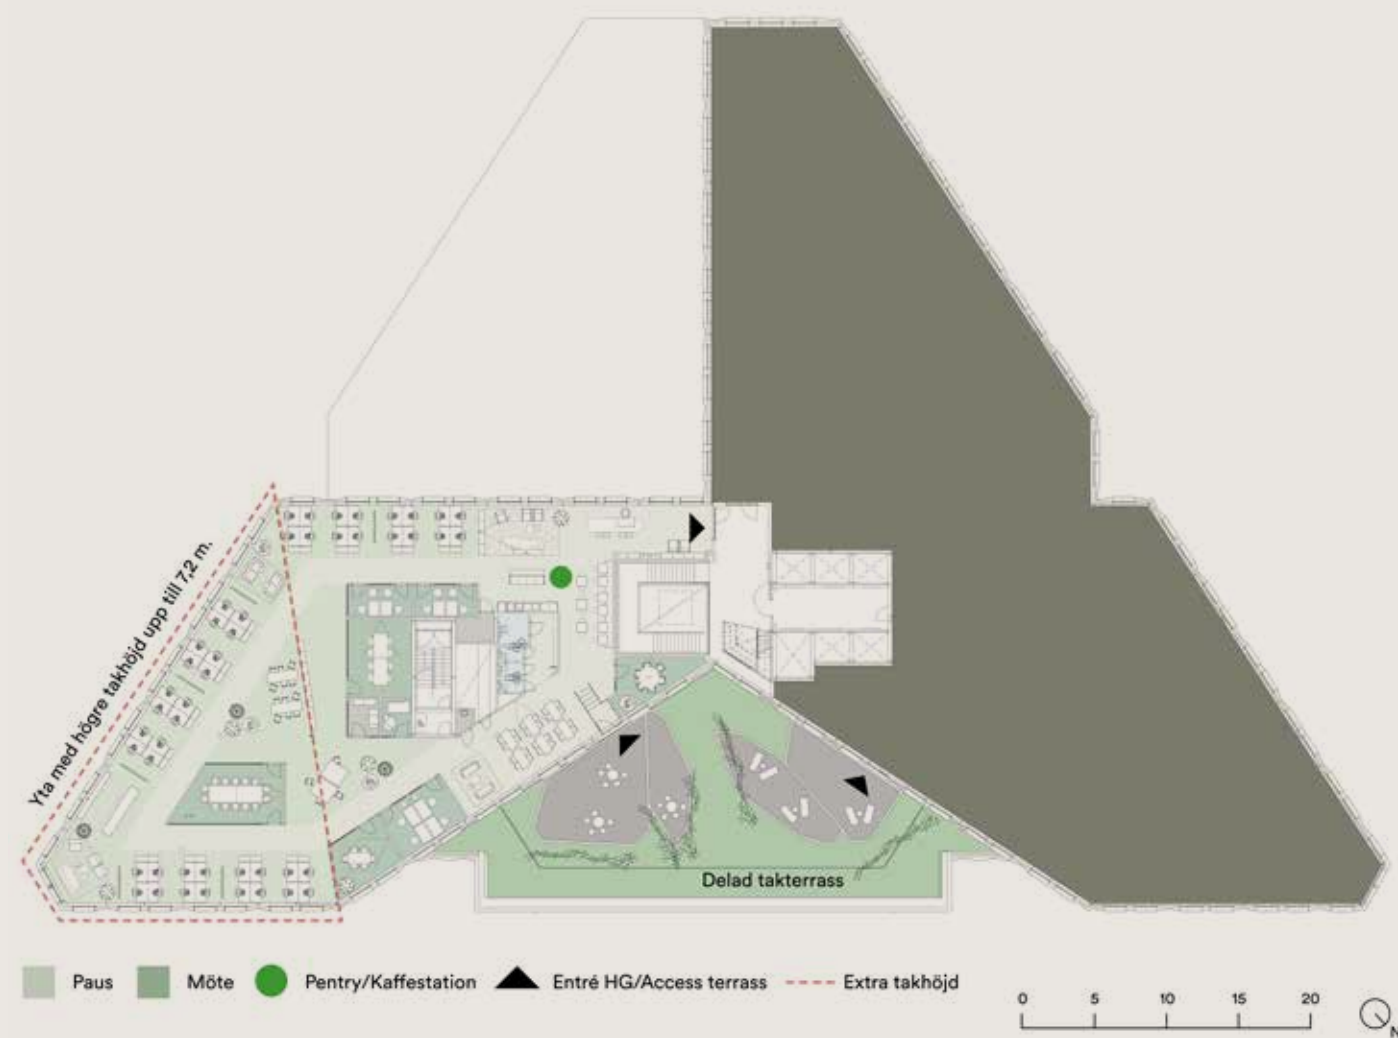 Yta med högre takhöjd upp till 7,2 m.
Delad takterrass
Paus
Möte
Pentry/Kaffestation
Entré HG/Access terrass
Extra takhöjd
0 5 10 15 20
N